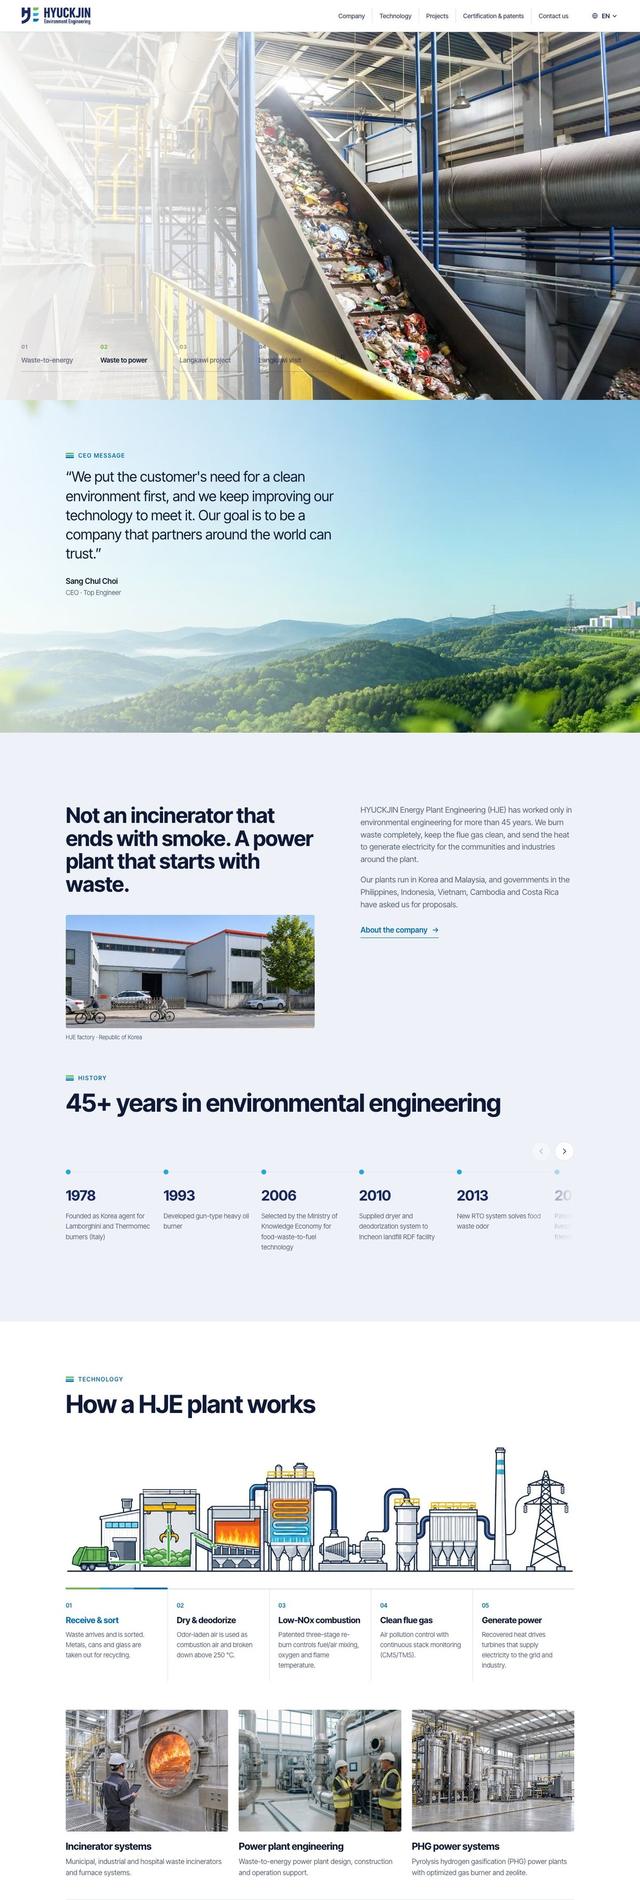 HYUCKJIN
Environment Engineering
Company
Technology
Projects
Certification & patents
Contact us
EN
01
Waste-to-energy
02
Waste to power
03
Langkawi project
04
Langkawi visit
CEO MESSAGE
“We put the customer's need for a clean
environment first, and we keep improving our
technology to meet it. Our goal is to be a
company that partners around the world can
trust.”
Sang Chul Choi
CEO · Top Engineer
Not an incinerator that
ends with smoke. A power
plant that starts with
waste.
HYUCKJIN Energy Plant Engineering (HJE) has worked only in
environmental engineering for more than 45 years. We burn
waste completely, keep the flue gas clean, and send the heat
to generate electricity for the communities and industries
around the plant.
Our plants run in Korea and Malaysia, and governments in the
Philippines, Indonesia, Vietnam, Cambodia and Costa Rica
have asked us for proposals.
About the company →
HJE factory · Republic of Korea
HISTORY
45+ years in environmental engineering
1978
Founded as Korea agent for
Lamborghini and Thermomec
burners (Italy)
1993
Developed gun-type heavy oil
burner
2006
Selected by the Ministry of
Knowledge Economy for
food-waste-to-fuel
technology
2010
Supplied dryer and
deodorization system to
Incheon landfill RDF facility
2013
New RTO system solves food
waste odor
20
TECHNOLOGY
How a HJE plant works
01
Receive & sort
Waste arrives and is sorted.
Metals, cans and glass are
taken out for recycling.
02
Dry & deodorize
Odor-laden air is used as
combustion air and broken
down above 250 °C.
03
Low-NOx combustion
Patented three-stage re-
burn controls fuel/air mixing,
oxygen and flame
temperature.
04
Clean flue gas
Air pollution control with
continuous stack monitoring
(CMS/TMS).
05
Generate power
Recovered heat drives
turbines that supply
electricity to the grid and
industry.
Incinerator systems
Municipal, industrial and hospital waste incinerators
and furnace systems.
Power plant engineering
Waste-to-energy power plant design, construction
and operation support.
PHG power systems
Pyrolysis hydrogen gasification (PHG) power plants
with optimized gas burner and zeolite.